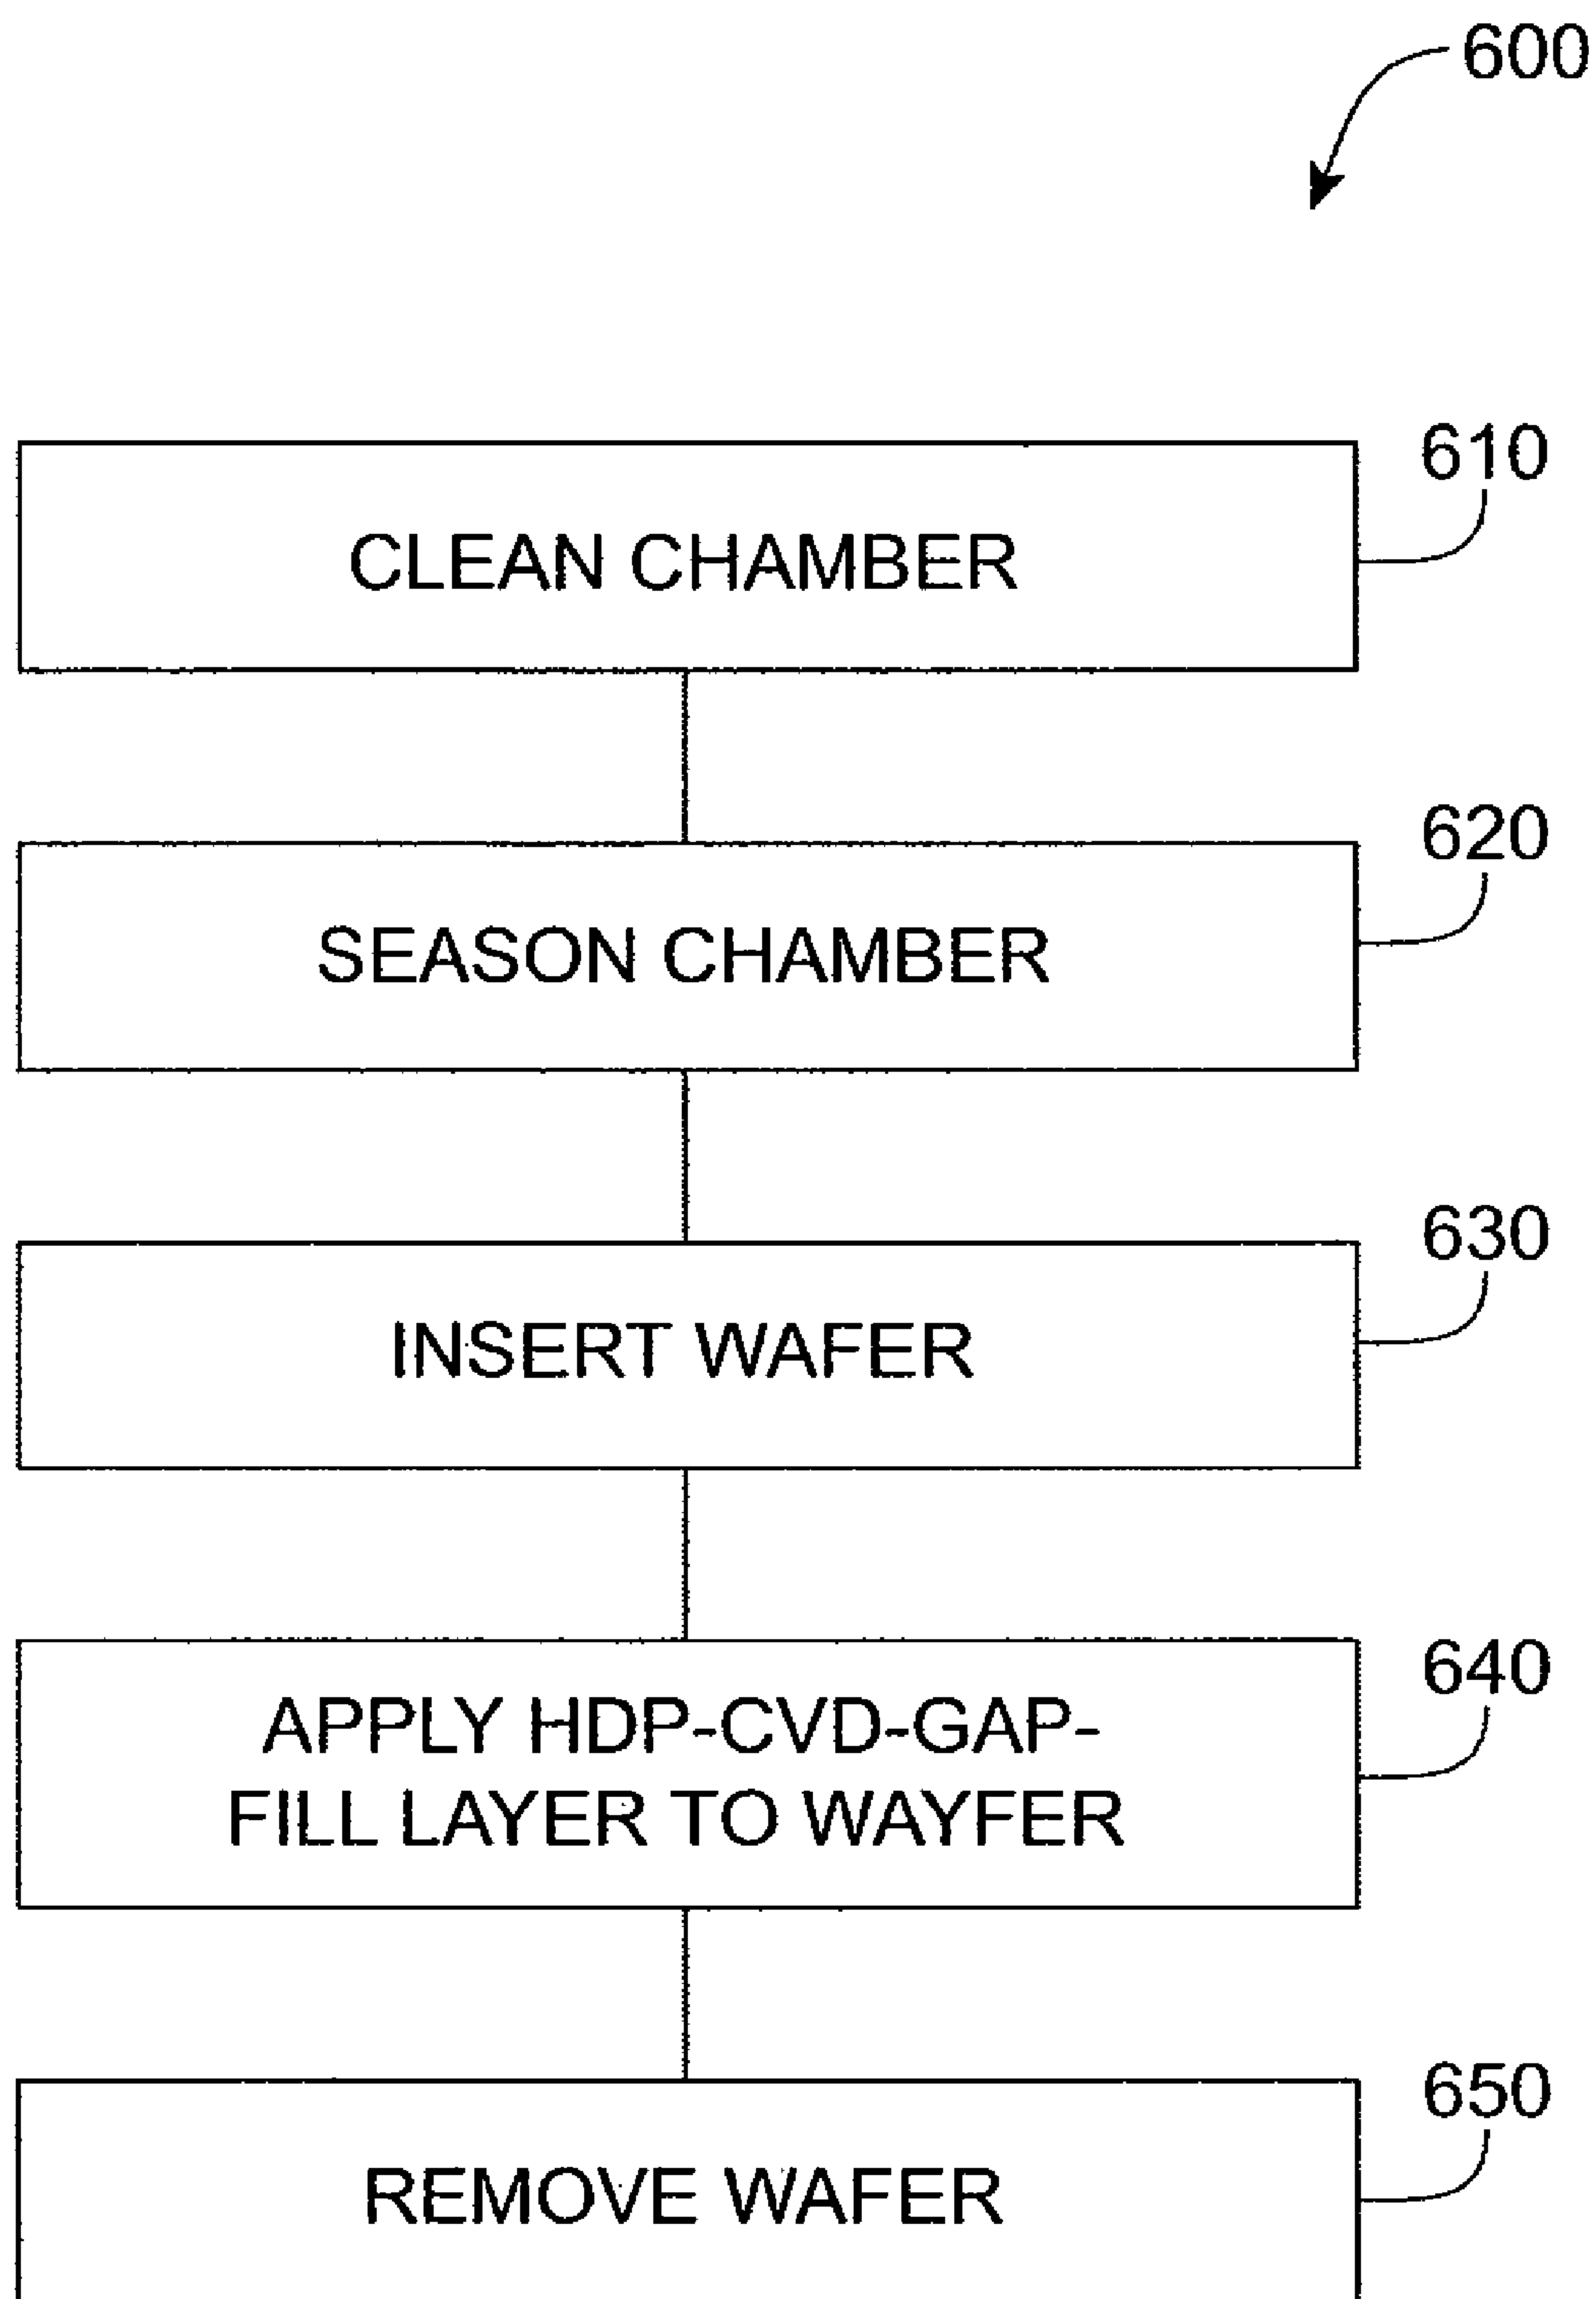 600
610
CLEAN CHAMBER
620
SEASON CHAMBER
630
INSERT WAFER
640
APPLY HDP-CVD-GAP-
FILL LAYER TO WAYFER
650
REMOVE WAFER